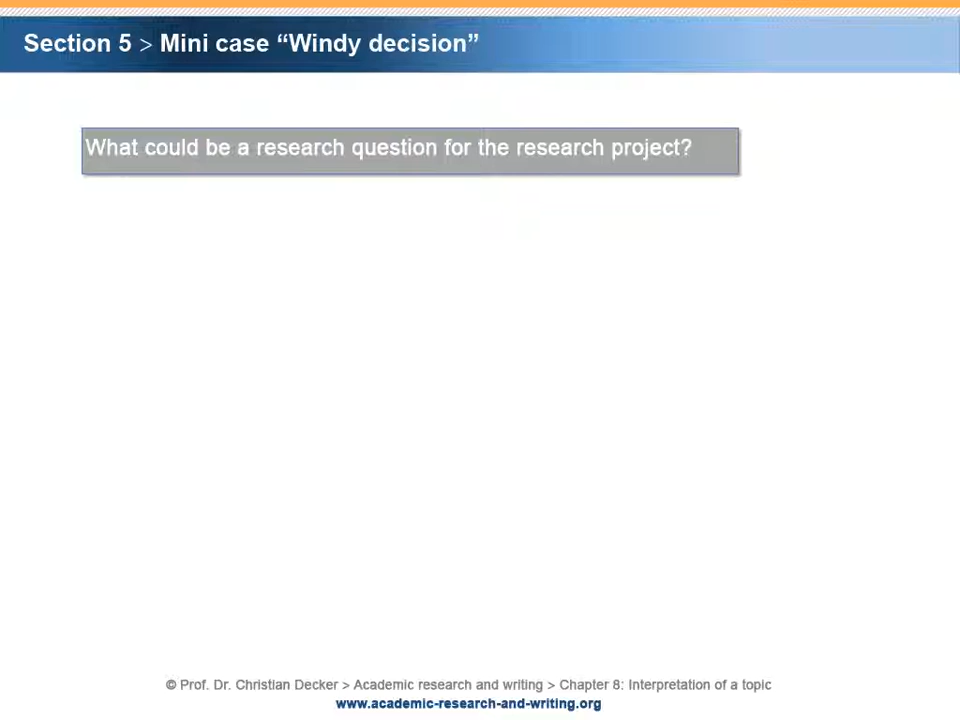 Section 5 > Mini case “Windy decision”
What could be a research question for the research project?
© Prof. Dr. Christian Decker > Academic research and writing > Chapter 8: Interpretation of a topic
www.academic-research-and-writing.org